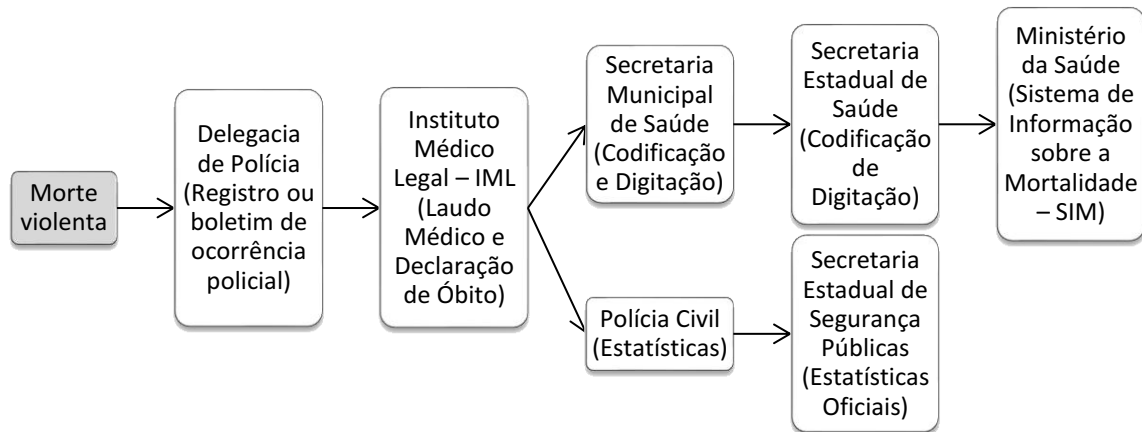 Morte
violenta
Delegacia
de Polícia
(Registro ou
boletim de
ocorrência
policial)
Instituto
Médico
Legal – IML
(Laudo
Médico e
Declaração
de Óbito)
Secretaria
Municipal
de Saúde
(Codificação
e Digitação)
Secretaria
Estadual de
Saúde
(Codificação
de
Digitação)
Ministério
da Saúde
(Sistema de
Informação
sobre a
Mortalidade
– SIM)
Polícia Civil
(Estatísticas)
Secretaria
Estadual de
Segurança
Públicas
(Estatísticas
Oficiais)